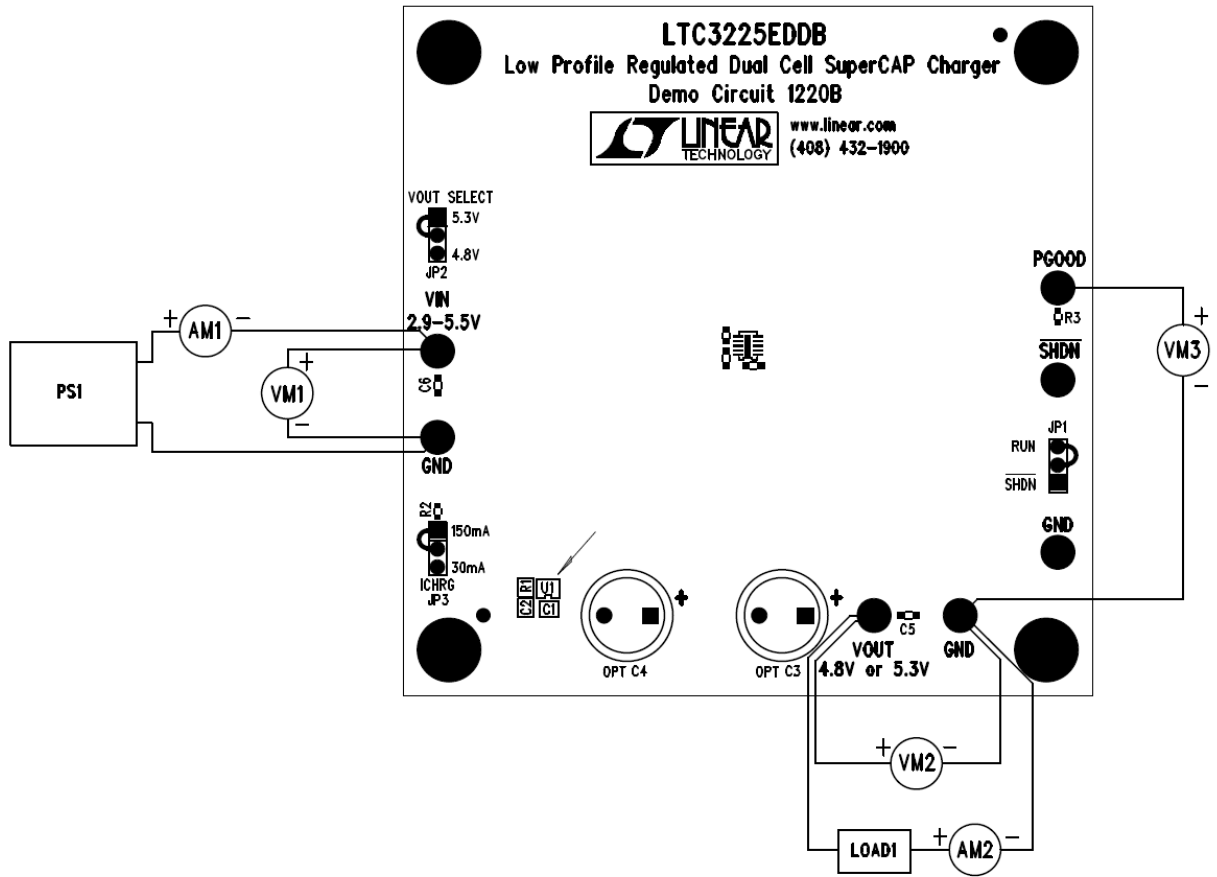 LTC3225EDDB
Low Profile Regulated Dual Cell SuperCAP Charger
Demo Circuit 1220B
LINEAR
TECHNOLOGY
www.linear.com
(408) 432-1900
VOUT SELECT
5.3V
4.8V
JP2
VIN
2.9-5.5V
+
AM1
-
PS1
+
VM1
-
C6
GND
R2
150mA
30mA
ICHRG
JP3
R1
U1
C2
C1
+
OPT C4
+
OPT C3
VOUT
4.8V or 5.3V
C5
GND
PGOOD
R3
SHDN
JP1
RUN
SHDN
GND
+
VM3
-
+
VM2
-
LOAD1
+
AM2
-